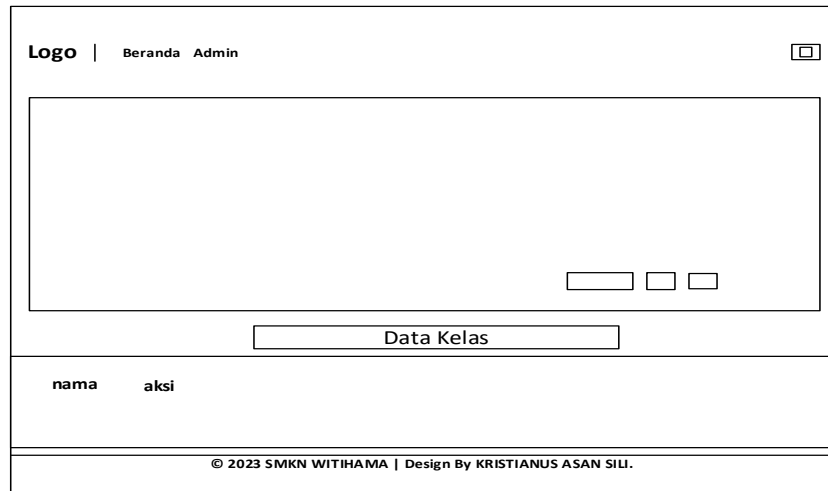 Logo | Beranda Admin
Data Kelas
nama aksi
© 2023 SMKN WITIHAMA | Design By KRISTIANUS ASAN SILI.